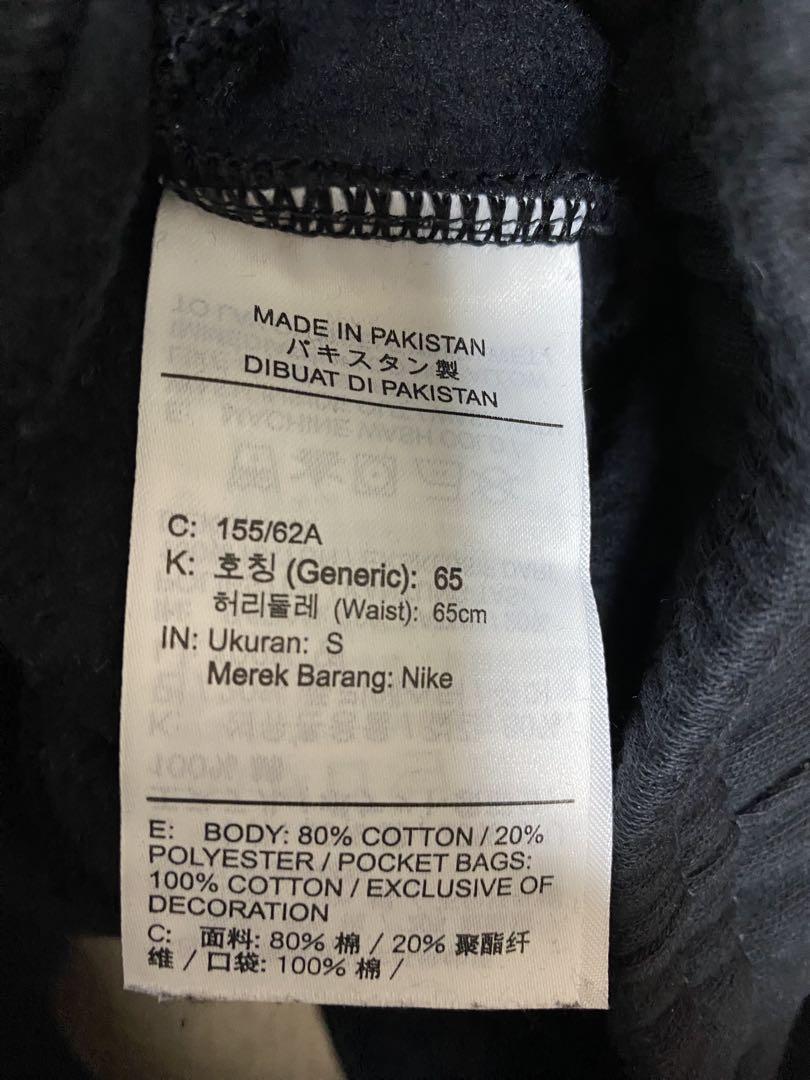 MADE IN PAKISTAN
パキスタン製
DIBUAT DI PAKISTAN
C: 155/62A
K: 호칭 (Generic): 65
허리둘레 (Waist): 65cm
IN: Ukuran: S
Merek Barang: Nike
E: BODY: 80% COTTON / 20%
POLYESTER / POCKET BAGS:
100% COTTON / EXCLUSIVE OF
DECORATION
C: 面料: 80% 棉 / 20% 聚酯纤
维 / 口袋: 100% 棉 /